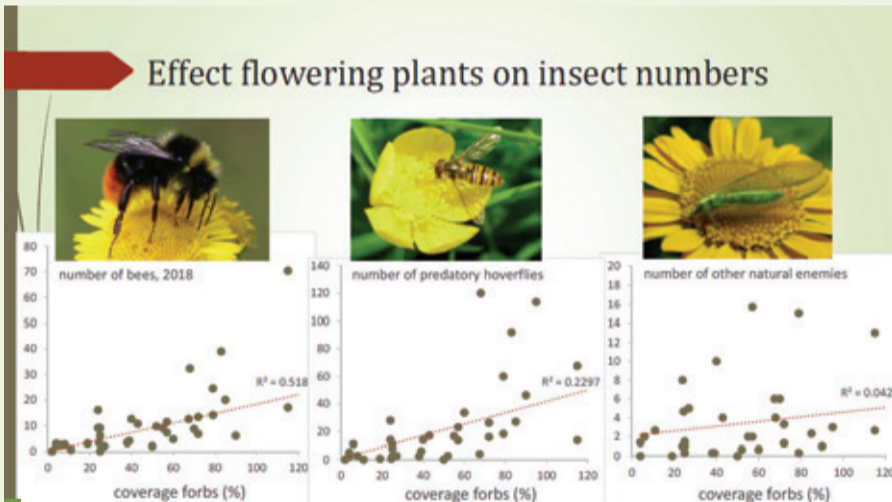 Effect flowering plants on insect numbers
80
70
60
50
40
30
20
10
0
number of bees, 2018
R² = 0.518
0 20 40 60 80 100 120
coverage forbs (%)
140
120
100
80
60
40
20
0
number of predatory hoverflies
R² = 0.2297
0 20 40 60 80 100 120
coverage forbs (%)
20
18
16
14
12
10
8
6
4
2
0
number of other natural enemies
R² = 0.042
0 20 40 60 80 100 120
coverage forbs (%)